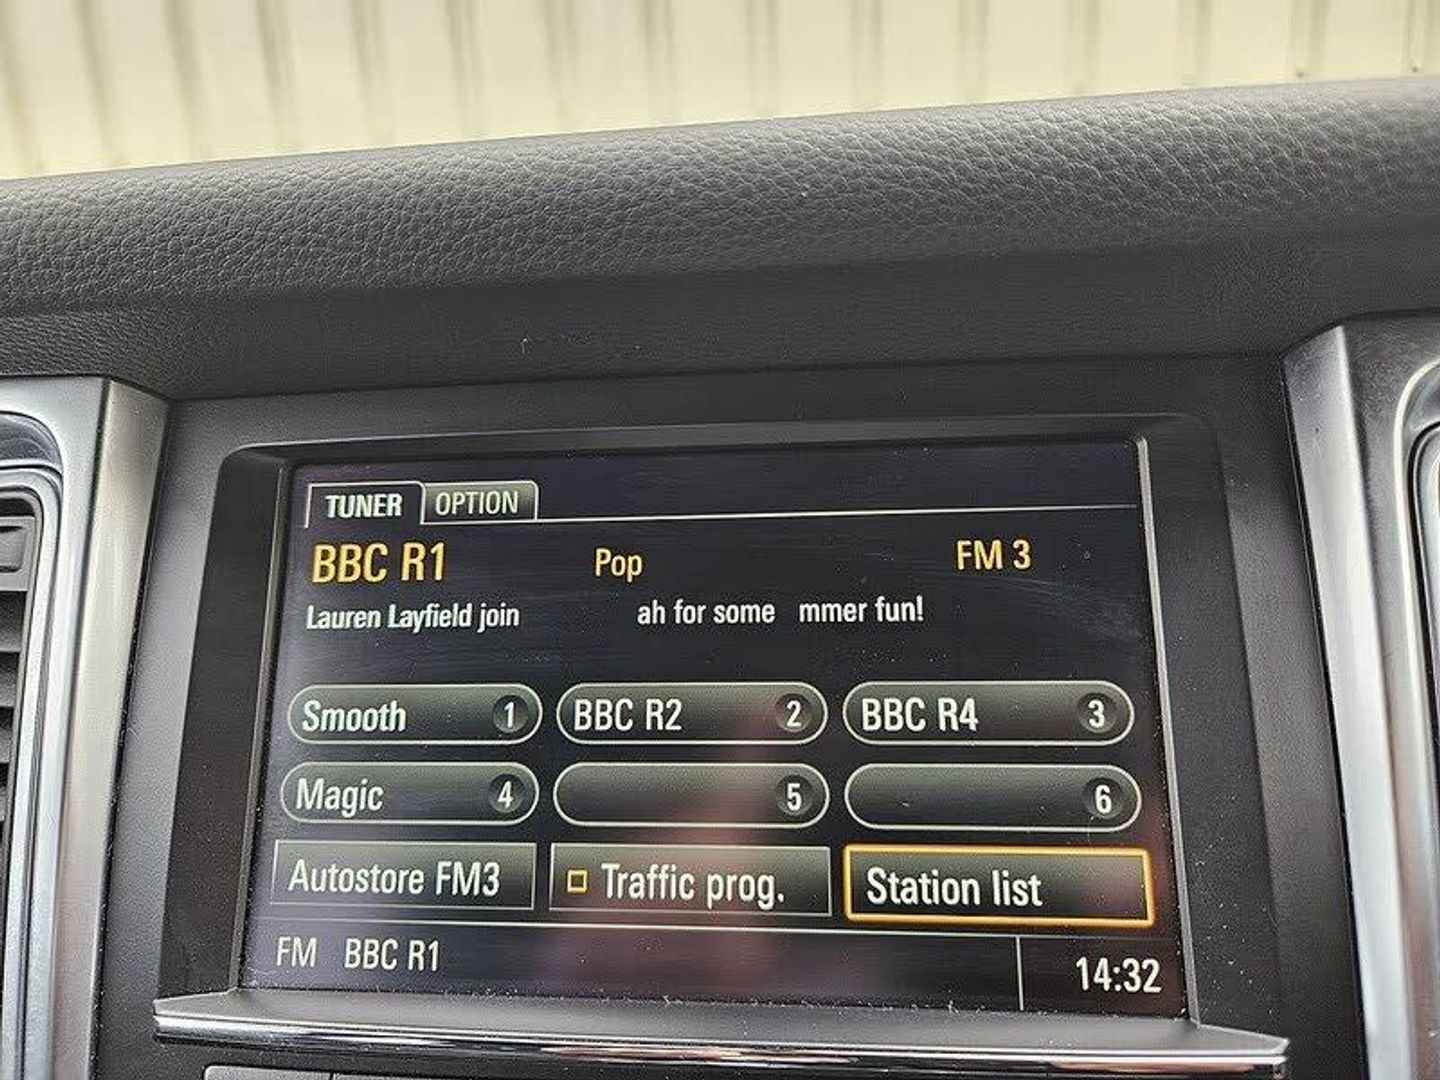 TUNER OPTION
BBC R1 Pop FM 3
Lauren Layfield join ah for some mmer fun!
Smooth 1 BBC R2 2 BBC R4 3
Magic 4 5 6
Autostore FM3 Traffic prog. Station list
FM BBC R1 14:32